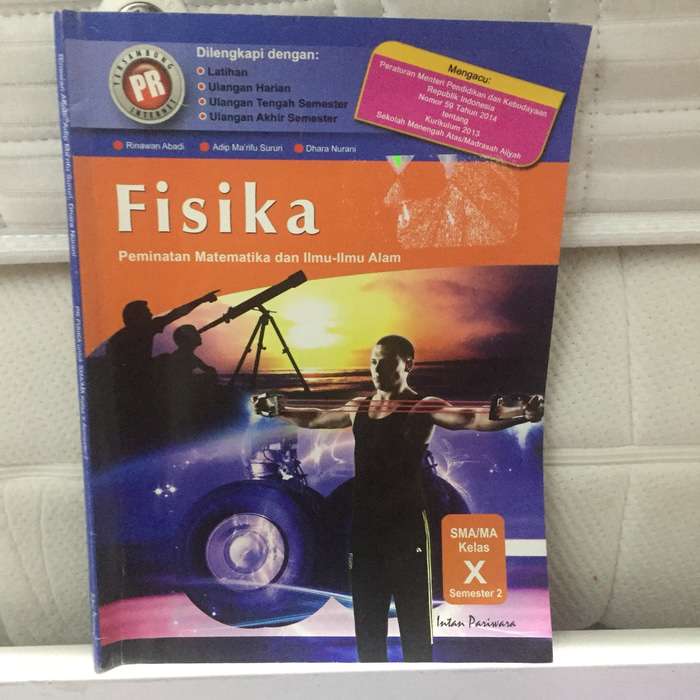 TERSAMBUNG
PR
INTERNET
Dilengkapi dengan:
Latihan
Ulangan Harian
Ulangan Tengah Semester
Ulangan Akhir Semester
Mengacu:
Peraturan Menteri Pendidikan dan Kebudayaan
Republik Indonesia
Nomor 59 Tahun 2014
tentang
Kurikulum 2013
Sekolah Menengah Atas/Madrasah Aliyah
Rinawan Abadi
Adip Ma'rifu Sururi
Dhara Nurani
Fisika
Peminatan Matematika dan Ilmu-Ilmu Alam
SMA/MA
Kelas
X
Semester 2
Intan Pariwara